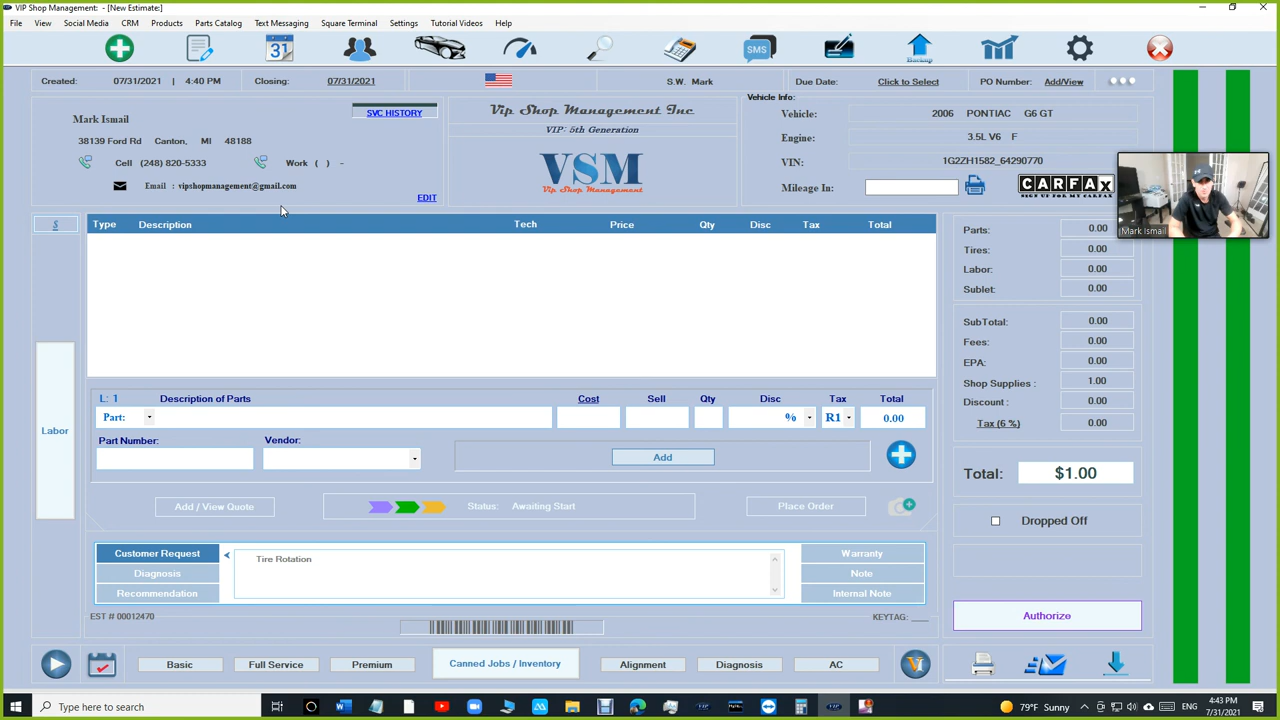 VIP Shop Management: - [New Estimate:]
File View Social Media CRM Products Parts Catalog Text Messaging Square Terminal Settings Tutorial Videos Help
31
SMS
Backup
Created: 07/31/2021 | 4:40 PM Closing: 07/31/2021 S.W. Mark Due Date: Click to Select PO Number: Add/View
Mark Ismail
SVC HISTORY
38139 Ford Rd Canton, MI 48188
Cell (248) 820-5333 Work ( ) -
Email : vipshopmanagement@gmail.com
EDIT
Vip Shop Management Inc
VIP: 5th Generation
VSM
Vip Shop Management
Vehicle Info:
Vehicle: 2006 PONTIAC G6 GT
Engine: 3.5L V6 F
VIN: 1G2ZH1582_64290770
Mileage In:
CARFAX
SIGN UP FOR MY CARFAX
Mark Ismail
$
Type Description Tech Price Qty Disc Tax Total
Labor
Parts: 0.00
Tires: 0.00
Labor: 0.00
Sublet: 0.00
SubTotal: 0.00
Fees: 0.00
EPA: 0.00
Shop Supplies : 1.00
Discount : 0.00
Tax (6 %) 0.00
Total: $1.00
Dropped Off
Authorize
L: 1 Description of Parts Cost Sell Qty Disc Tax Total
Part: % R1 0.00
Part Number: Vendor:
Add
Add / View Quote Status: Awaiting Start Place Order
Customer Request Tire Rotation Warranty
Diagnosis Note
Recommendation Internal Note
EST # 00012470 KEYTAG: ____
Basic Full Service Premium Canned Jobs / Inventory Alignment Diagnosis AC
Type here to search
79°F Sunny
ENG
4:43 PM
7/31/2021